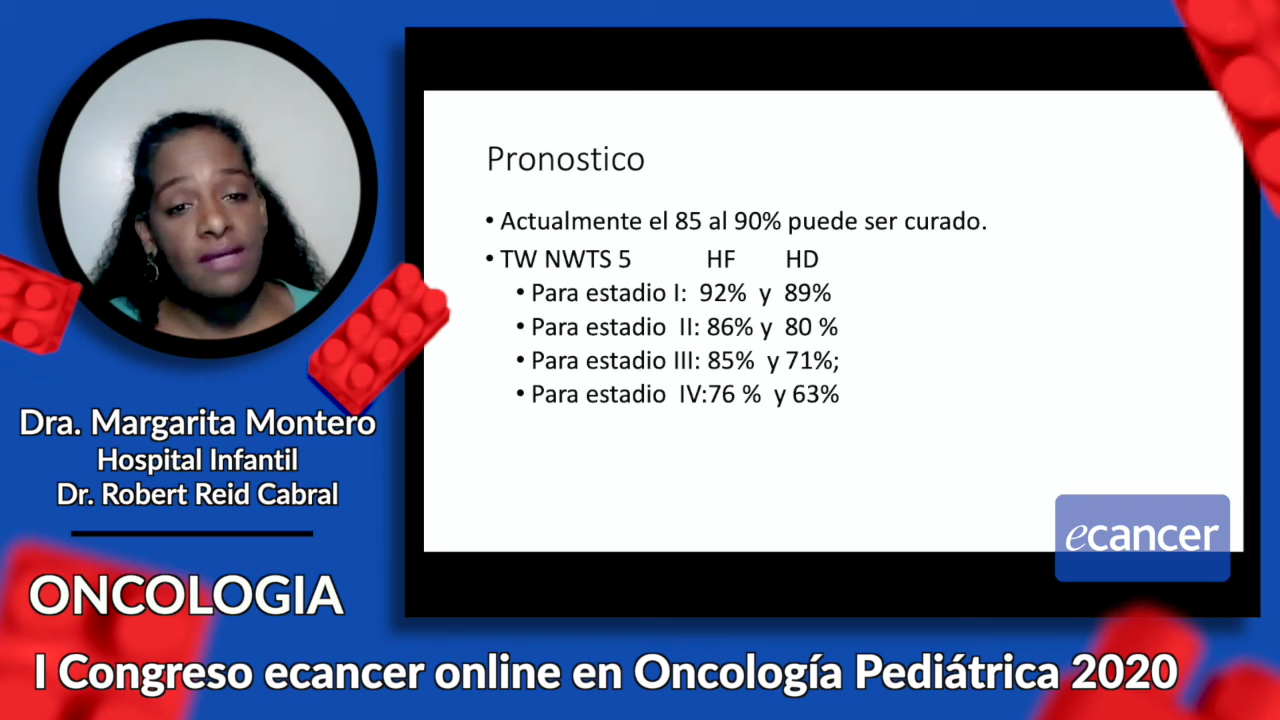 Pronostico
• Actualmente el 85 al 90% puede ser curado.
• TW NWTS 5 HF HD
• Para estadio I: 92% y 89%
• Para estadio II: 86% y 80 %
• Para estadio III: 85% y 71%;
• Para estadio IV:76 % y 63%
ecancer
Dra. Margarita Montero
Hospital Infantil
Dr. Robert Reid Cabral
ONCOLOGIA
I Congreso ecancer online en Oncología Pediátrica 2020